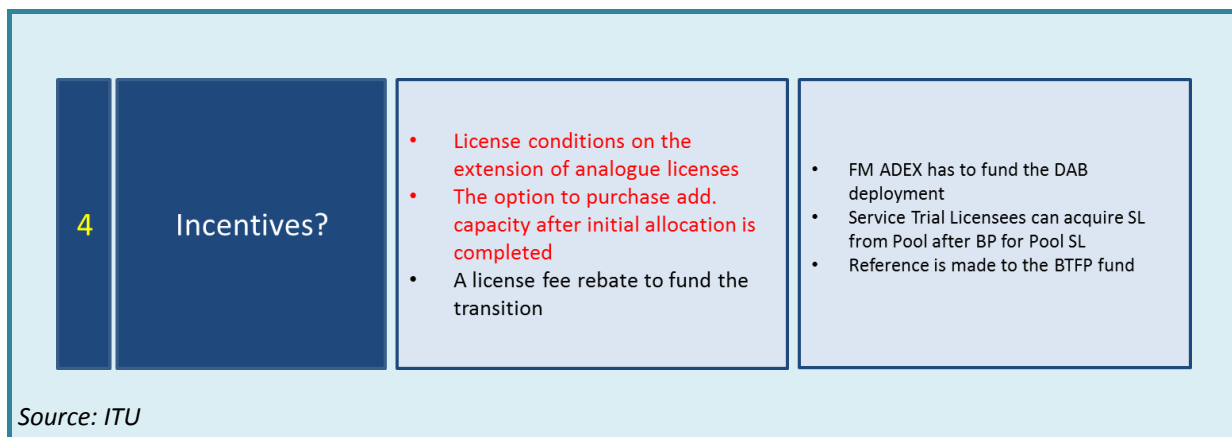 4
Incentives?
• License conditions on the
extension of analogue licenses
• The option to purchase add.
capacity after initial allocation is
completed
• A license fee rebate to fund the
transition
• FM ADEX has to fund the DAB
deployment
• Service Trial Licensees can acquire SL
from Pool after BP for Pool SL
• Reference is made to the BTFP fund
Source: ITU